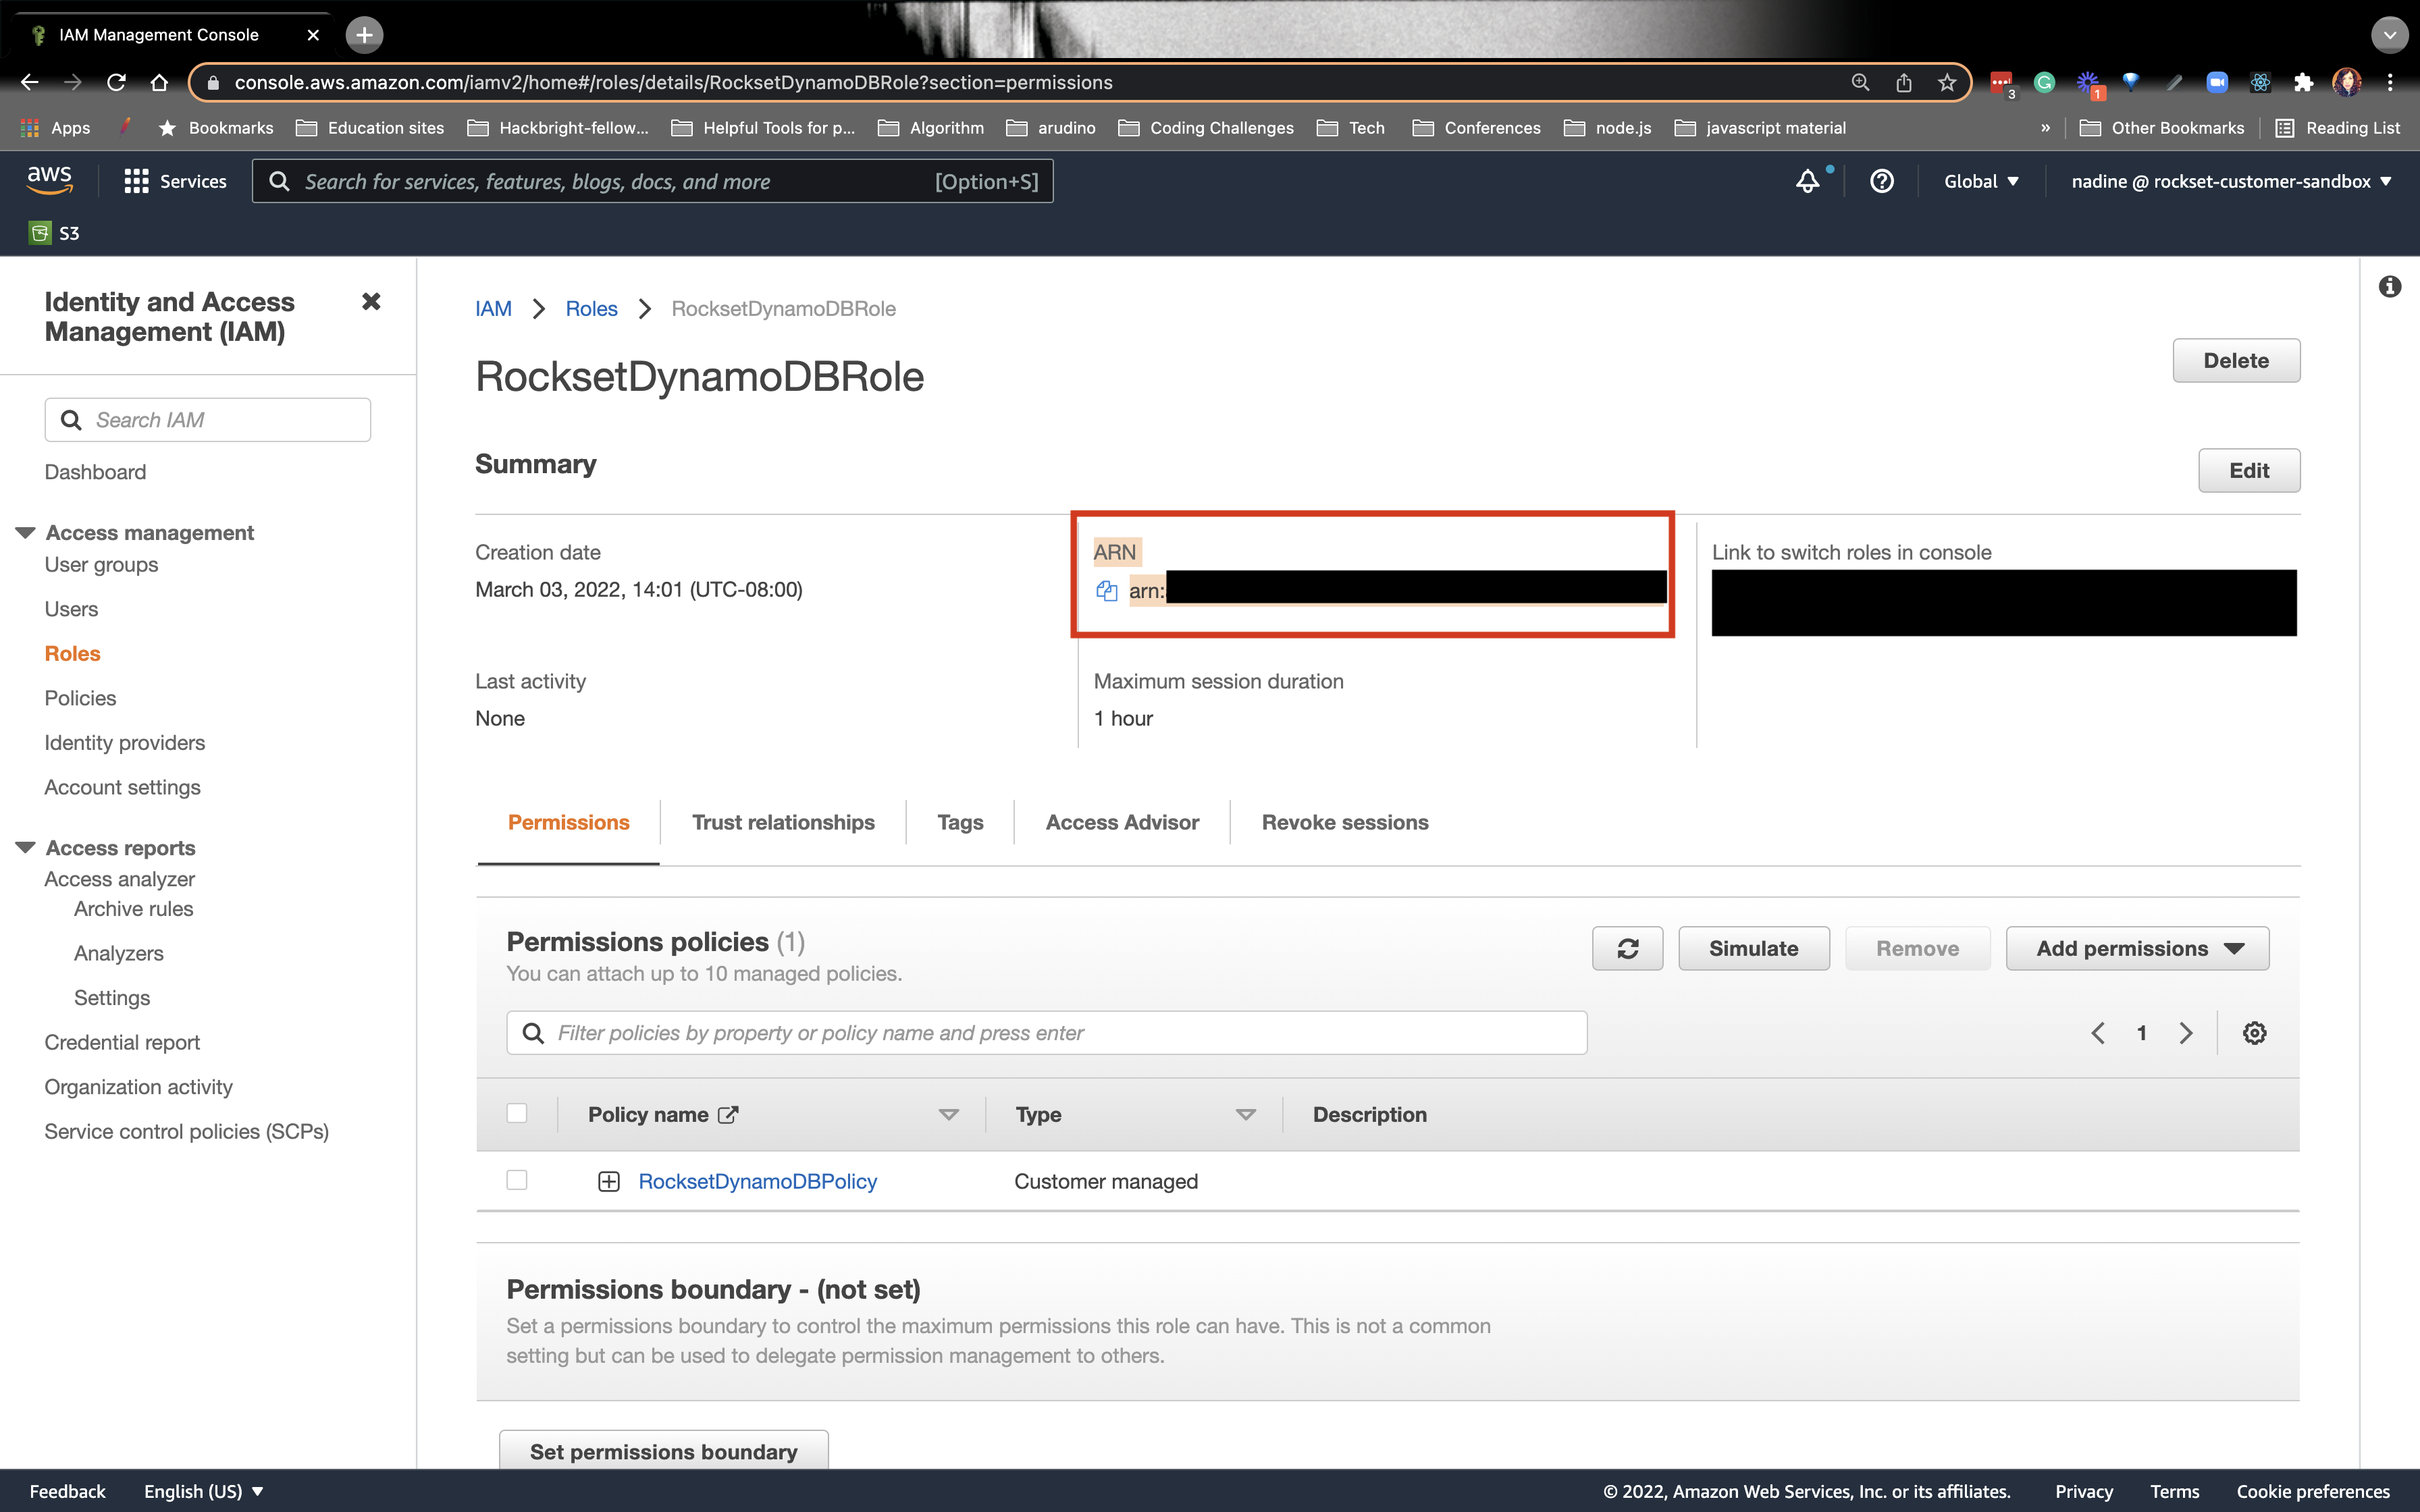 IAM Management Console
console.aws.amazon.com/iamv2/home#/roles/details/RocksetDynamoDBRole?section=permissions
3
1
Apps
Bookmarks
Education sites
Hackbright-fellow...
Helpful Tools for p...
Algorithm
arudino
Coding Challenges
Tech
Conferences
node.js
javascript material
»
Other Bookmarks
Reading List
aws
Services
Search for services, features, blogs, docs, and more
[Option+S]
Global
nadine @ rockset-customer-sandbox
S3
Identity and Access
Management (IAM)
Search IAM
Dashboard
Access management
User groups
Users
Roles
Policies
Identity providers
Account settings
Access reports
Access analyzer
Archive rules
Analyzers
Settings
Credential report
Organization activity
Service control policies (SCPs)
IAM > Roles > RocksetDynamoDBRole
RocksetDynamoDBRole
Delete
Summary
Edit
Creation date
March 03, 2022, 14:01 (UTC-08:00)
ARN
arn:
Link to switch roles in console
Last activity
None
Maximum session duration
1 hour
Permissions
Trust relationships
Tags
Access Advisor
Revoke sessions
Permissions policies (1)
You can attach up to 10 managed policies.
Simulate
Remove
Add permissions
Filter policies by property or policy name and press enter
1
Policy name
Type
Description
RocksetDynamoDBPolicy
Customer managed
Permissions boundary - (not set)
Set a permissions boundary to control the maximum permissions this role can have. This is not a common
setting but can be used to delegate permission management to others.
Set permissions boundary
Feedback
English (US)
© 2022, Amazon Web Services, Inc. or its affiliates.
Privacy
Terms
Cookie preferences